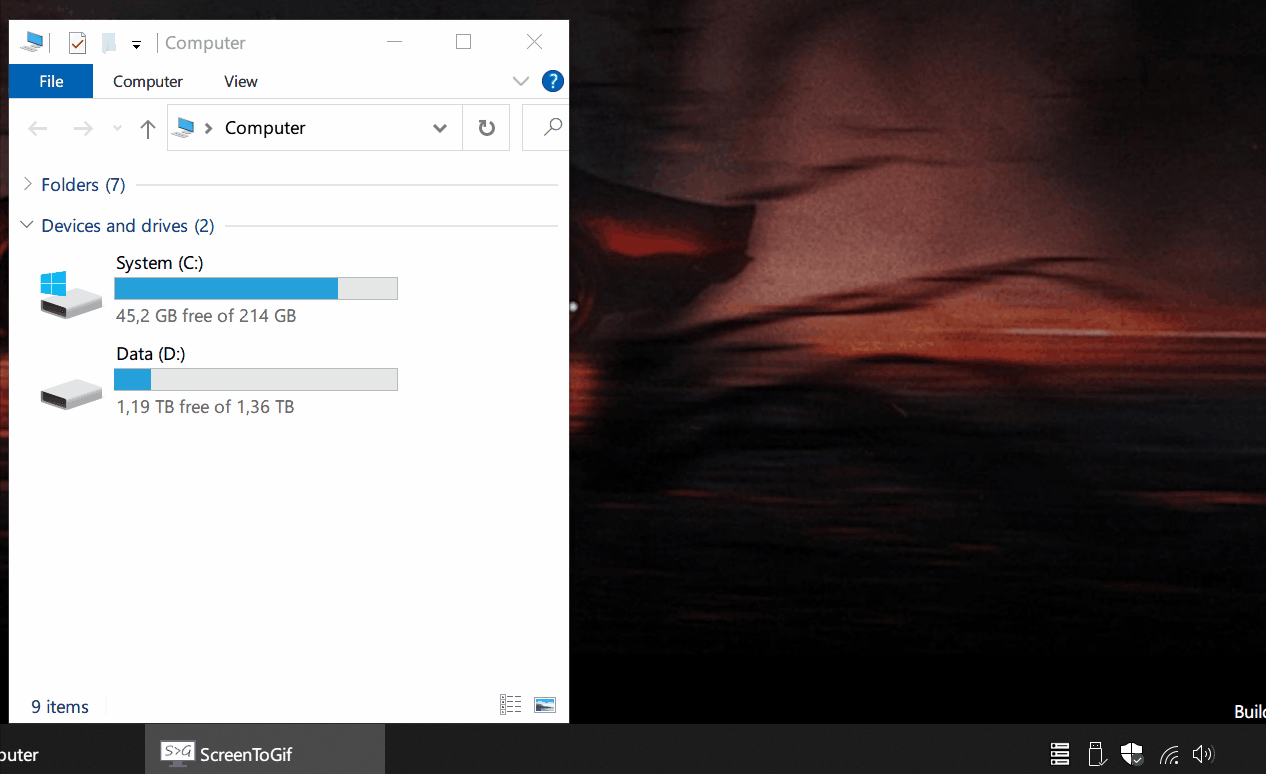 Computer
File Computer View
?
Computer
Folders (7)
Devices and drives (2)
System (C:)
45,2 GB free of 214 GB
Data (D:)
1,19 TB free of 1,36 TB
9 items
Build
puter
S>G ScreenToGif